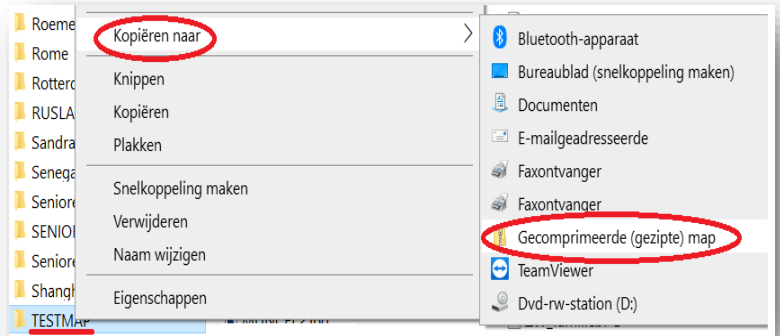 Roeme
Rome
Rotterd
RUSLA
Sandra
Senega
Seniore
SENIOR
Seniore
Shangh
TESTMAP
Kopiëren naar
Knippen
Kopiëren
Plakken
Snelkoppeling maken
Verwijderen
Naam wijzigen
Eigenschappen
Bluetooth-apparaat
Bureaublad (snelkoppeling maken)
Documenten
E-mailgeadresseerde
Faxontvanger
Faxontvanger
Gecomprimeerde (gezipte) map
TeamViewer
Dvd-rw-station (D:)